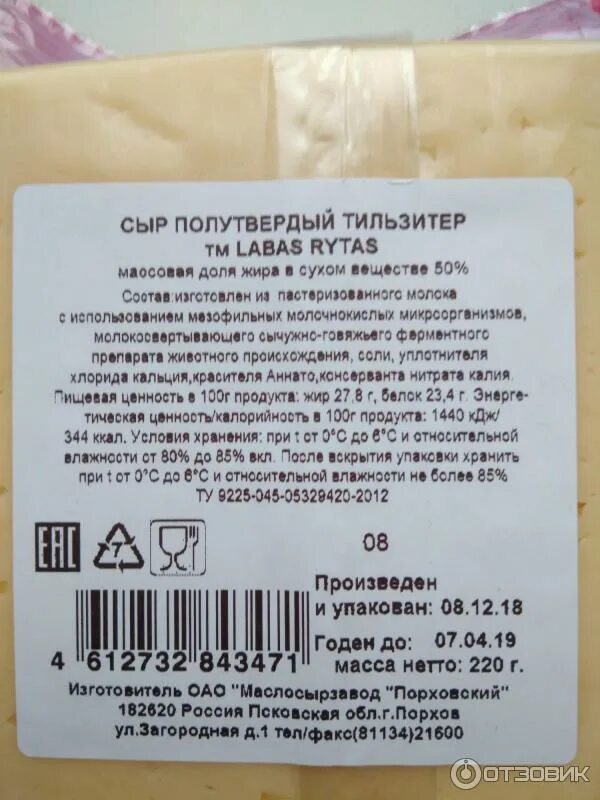 СЫР ПОЛУТВЕРДЫЙ ТИЛЬЗИТЕР
тм LABAS RYTAS
массовая доля жира в сухом веществе 50%
Состав:изготовлен из пастеризованного молока
с использованием мезофильных молочнокислых микроорганизмов,
молокосвертывающего сычужно-говяжьего ферментного
препарата животного происхождения, соли, уплотнителя
хлорида кальция,красителя Аннато,консерванта нитрата калия.
Пищевая ценность в 100г продукта: жир 27,8 г, белок 23,4 г. Энерге-
тическая ценность/калорийность в 100г продукта: 1440 кДж/
344 ккал. Условия хранения: при t от 0°С до 6°С и относительной
влажности от 80% до 85% вкл. После вскрытия упаковки хранить
при t от 0°С до 6°С и относительной влажности не более 85%
ТУ 9225-045-05329420-2012
EAC
7
08
Произведен
и упакован: 08.12.18
Годен до: 07.04.19
масса нетто: 220 г.
4 612732 843471
Изготовитель ОАО "Маслосырзавод "Порховский"
182620 Россия Псковская обл.г.Порхов
ул.Загородная д.1 тел/факс(81134)21600
ОТЗОВИК